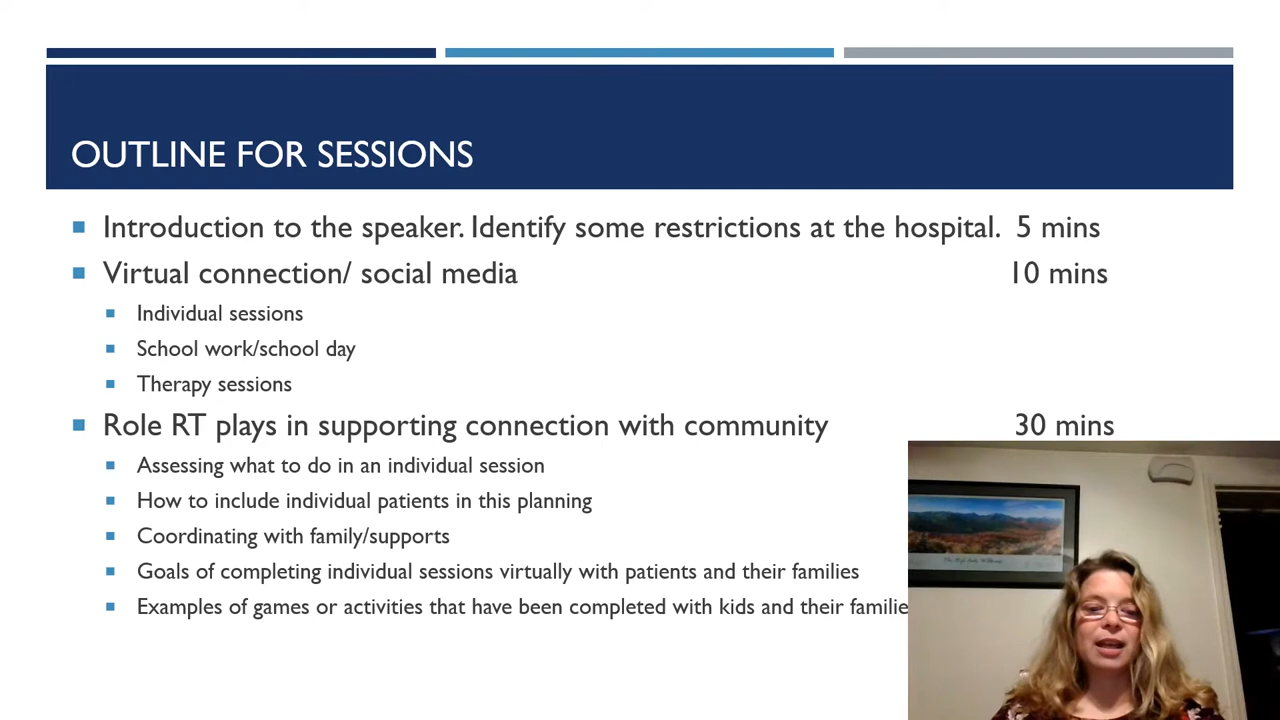 OUTLINE FOR SESSIONS
Introduction to the speaker. Identify some restrictions at the hospital. 5 mins
Virtual connection/ social media 10 mins
Individual sessions
School work/school day
Therapy sessions
Role RT plays in supporting connection with community 30 mins
Assessing what to do in an individual session
How to include individual patients in this planning
Coordinating with family/supports
Goals of completing individual sessions virtually with patients and their families
Examples of games or activities that have been completed with kids and their familie